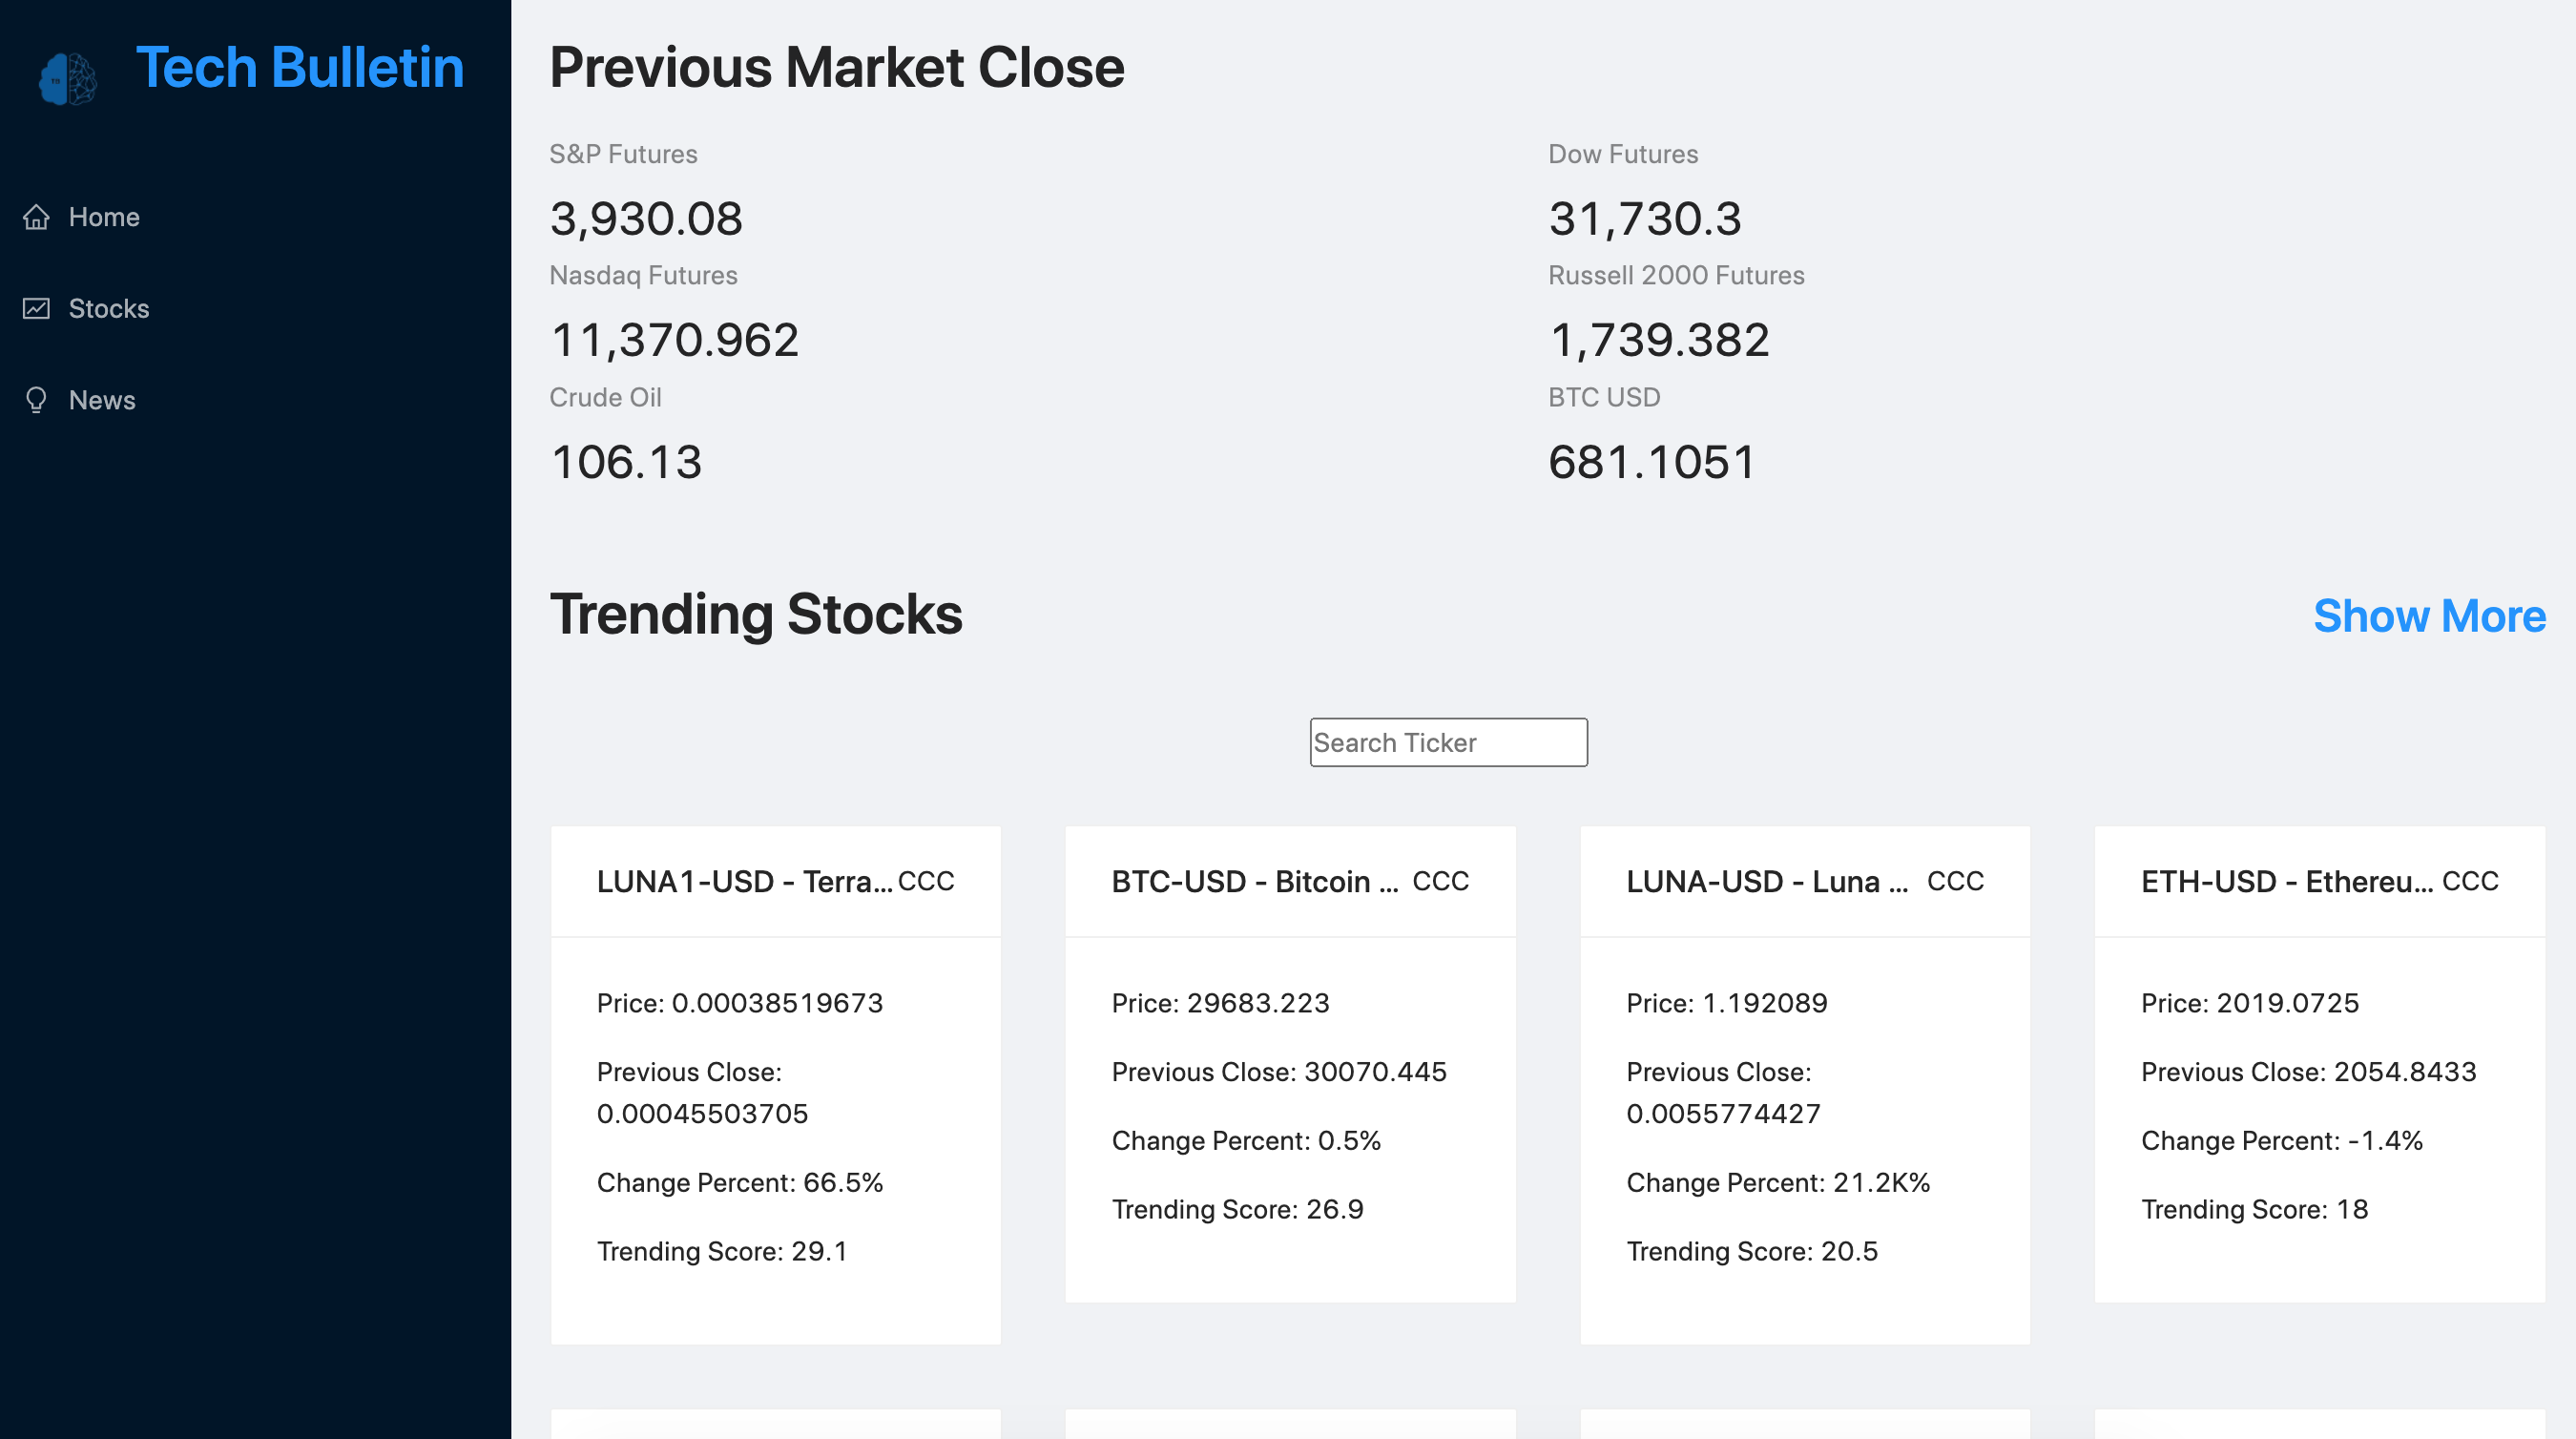 Tech Bulletin
Home
Stocks
News
Previous Market Close
S&P Futures
3,930.08
Dow Futures
31,730.3
Nasdaq Futures
11,370.962
Russell 2000 Futures
1,739.382
Crude Oil
106.13
BTC USD
681.1051
Trending Stocks
Show More
Search Ticker
LUNA1-USD - Terra... CCC
Price: 0.00038519673
Previous Close:
0.00045503705
Change Percent: 66.5%
Trending Score: 29.1
BTC-USD - Bitcoin ... CCC
Price: 29683.223
Previous Close: 30070.445
Change Percent: 0.5%
Trending Score: 26.9
LUNA-USD - Luna ... CCC
Price: 1.192089
Previous Close:
0.0055774427
Change Percent: 21.2K%
Trending Score: 20.5
ETH-USD - Ethereu... CCC
Price: 2019.0725
Previous Close: 2054.8433
Change Percent: -1.4%
Trending Score: 18